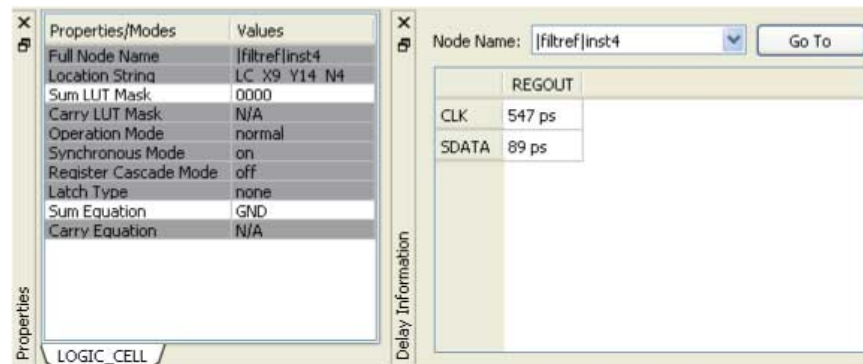 Properties/Modes Values
Full Node Name |filtref|inst4
Location String LC_X9_Y14_N4
Sum LUT Mask 0000
Carry LUT Mask N/A
Operation Mode normal
Synchronous Mode on
Register Cascade Mode off
Latch Type none
Sum Equation GND
Carry Equation N/A
Properties
LOGIC_CELL
Node Name: |filtref|inst4 Go To
REGOUT
CLK 547 ps
SDATA 89 ps
Delay Information